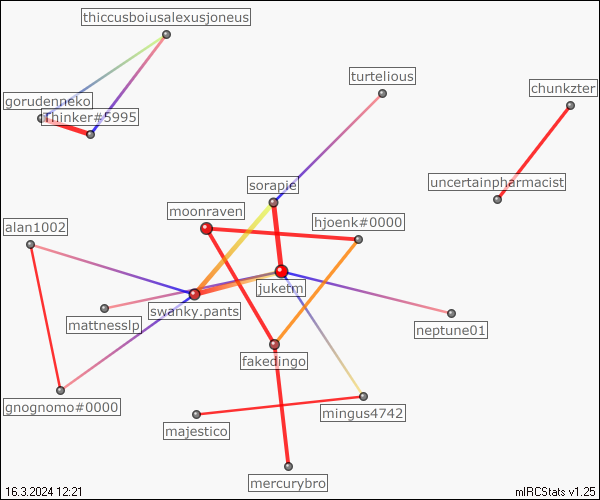 thiccusboiusalexusjoneus
turtelious
chunkzter
gorudenneko
Thinker#5995
sorapie
uncertainpharmacist
moonraven
hjoenk#0000
alan1002
juketm
swanky.pants
mattnesslp
neptune01
fakedingo
gnognomo#0000
mingus4742
majestico
mercurybro
16.3.2024 12:21
mIRCStats v1.25